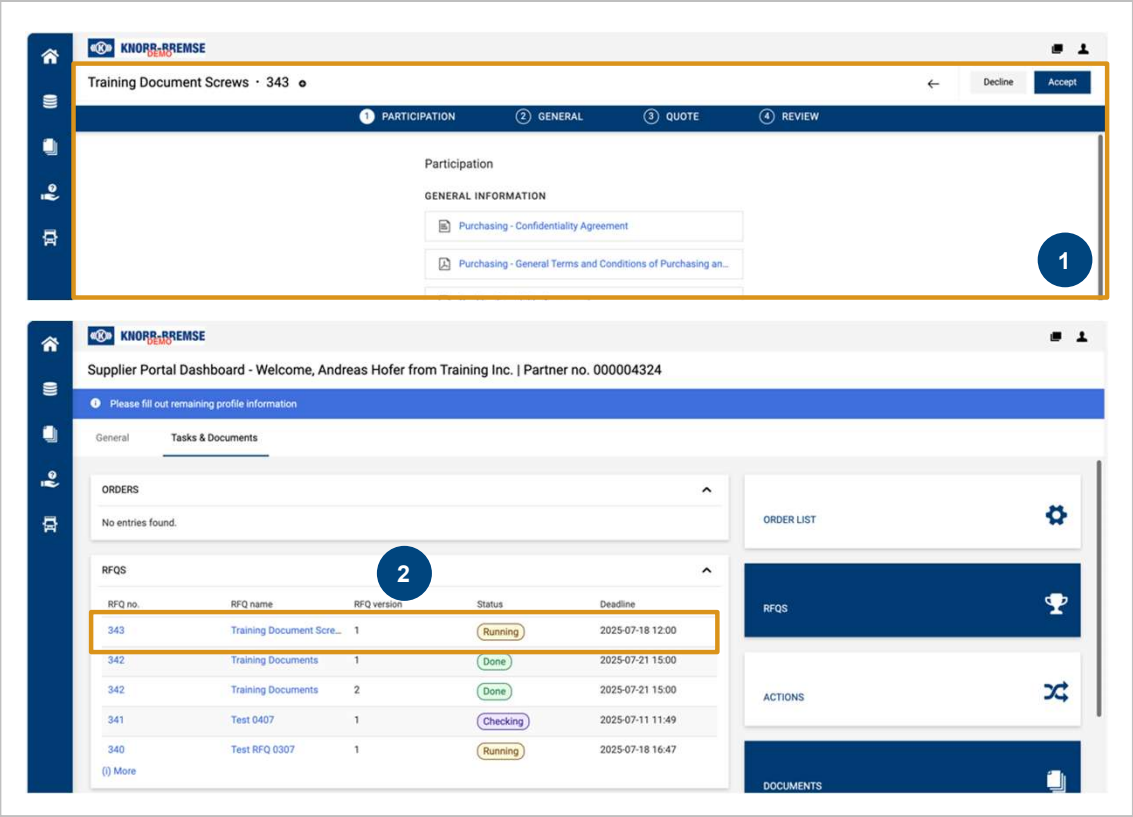 KNORR-BREMSE
DEMO
Training Document Screws · 343
Decline
Accept
1 PARTICIPATION
2 GENERAL
3 QUOTE
4 REVIEW
Participation
GENERAL INFORMATION
Purchasing - Confidentiality Agreement
Purchasing - General Terms and Conditions of Purchasing an...
1
KNORR-BREMSE
DEMO
Supplier Portal Dashboard - Welcome, Andreas Hofer from Training Inc. | Partner no. 000004324
Please fill out remaining profile information
General Tasks & Documents
ORDERS
No entries found.
ORDER LIST
RFQS
2
RFQ no. RFQ name RFQ version Status Deadline
343 Training Document Scre... 1 Running 2025-07-18 12:00
342 Training Documents 1 Done 2025-07-21 15:00
342 Training Documents 2 Done 2025-07-21 15:00
341 Test 0407 1 Checking 2025-07-11 11:49
340 Test RFQ 0307 1 Running 2025-07-18 16:47
(i) More
RFQS
ACTIONS
DOCUMENTS